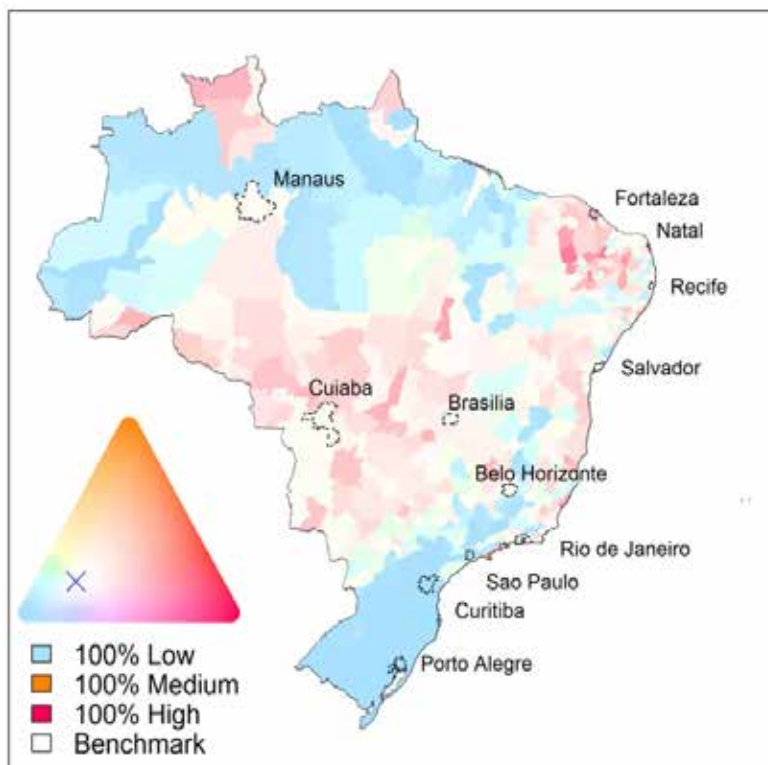 Manaus
Fortaleza
Natal
Recife
Salvador
Cuiaba
Brasilia
Belo Horizonte
Rio de Janeiro
Sao Paulo
Curitiba
Porto Alegre
100% Low
100% Medium
100% High
Benchmark